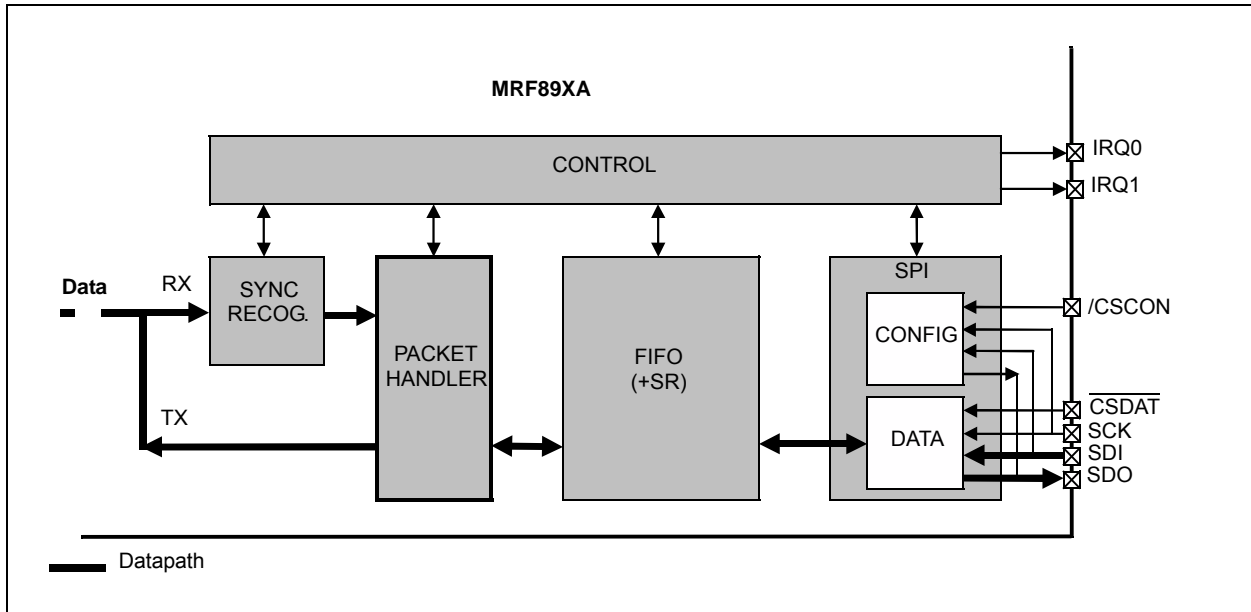 MRF89XA
CONTROL
IRQ0
IRQ1
Data
RX
SYNC
RECOG.
TX
PACKET
HANDLER
FIFO
(+SR)
SPI
CONFIG
DATA
/CSCON
CSDAT
SCK
SDI
SDO
Datapath